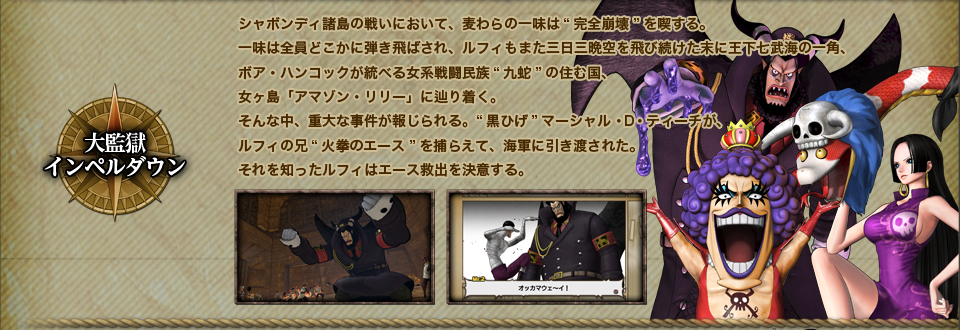 シャボンディ諸島の戦いにおいて、麦わらの一味は“完全崩壊”を喫する。
一味は全員どこかに弾き飛ばされ、ルフィもまた三日三晩空を飛び続けた末に王下七武海の一角、
ボア・ハンコックが統べる女系戦闘民族“九蛇”の住む国、
女ヶ島「アマゾン・リリー」に辿り着く。
そんな中、重大な事件が報じられる。“黒ひげ”マーシャル・D・ティーチが、
ルフィの兄“火拳のエース”を捕らえて、海軍に引き渡された。
それを知ったルフィはエース救出を決意する。
大監獄
インペルダウン
オッカマウェ〜イ！